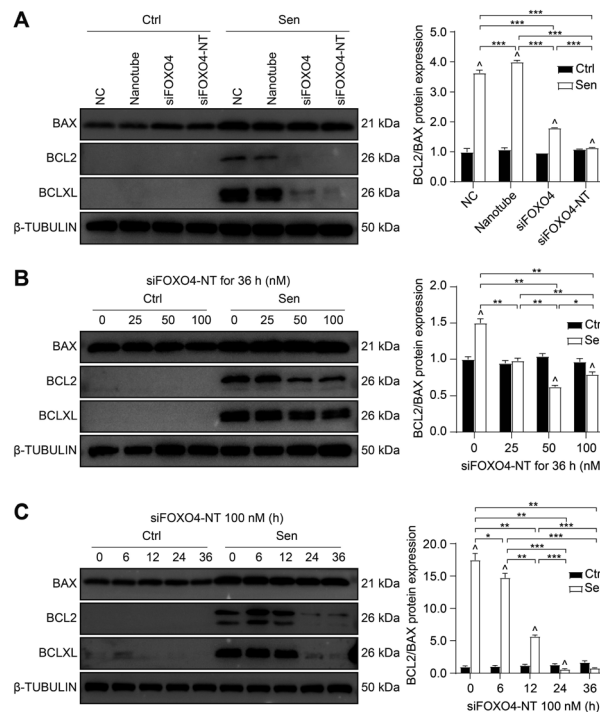 A
Ctrl
Sen
NC
Nanotube
siFOXO4
siFOXO4-NT
NC
Nanotube
siFOXO4
siFOXO4-NT
BAX
21 kDa
BCL2
26 kDa
BCLXL
26 kDa
β-TUBULIN
50 kDa
BCL2/BAX protein expression
5.0
4.0
3.0
2.0
1.0
0.0
***
***
***
***
***
***
^
^
^
^
Ctrl
Sen
NC
Nanotube
siFOXO4
siFOXO4-NT
B
siFOXO4-NT for 36 h (nM)
Ctrl
Sen
0 25 50 100 0 25 50 100
BAX
21 kDa
BCL2
26 kDa
BCLXL
26 kDa
β-TUBULIN
50 kDa
BCL2/BAX protein expression
2.0
1.5
1.0
0.5
0.0
**
**
**
** ** *
^
^
^
Ctr
Se
0 25 50 100
siFOXO4-NT for 36 h (nM
C
siFOXO4-NT 100 nM (h)
Ctrl
Sen
0 6 12 24 36 0 6 12 24 36
BAX
21 kDa
BCL2
26 kDa
BCLXL
26 kDa
β-TUBULIN
50 kDa
BCL2/BAX protein expression
20.0
15.0
10.0
5.0
0.0
**
**
** ***
* ***
***
** ***
^
^
^
^
Ct
Se
0 6 12 24 36
siFOXO4-NT 100 nM (h)